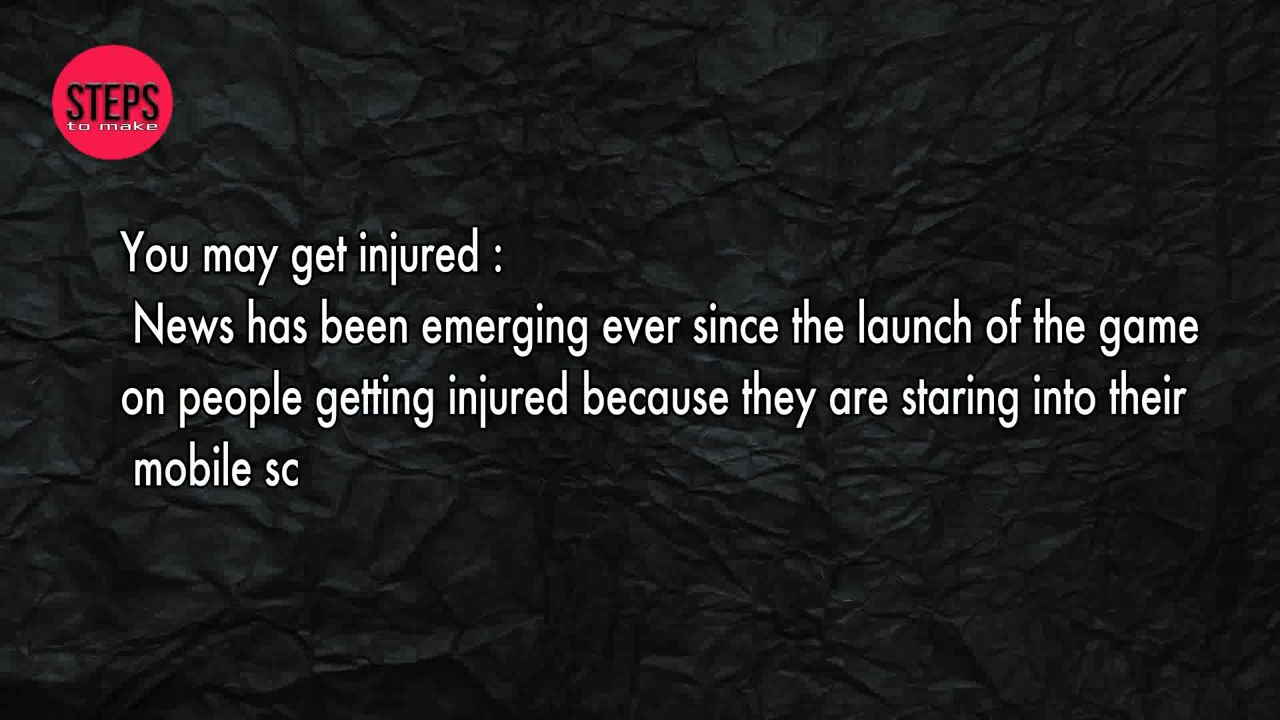 STEPS
to make
You may get injured :
News has been emerging ever since the launch of the game
on people getting injured because they are staring into their
mobile sc